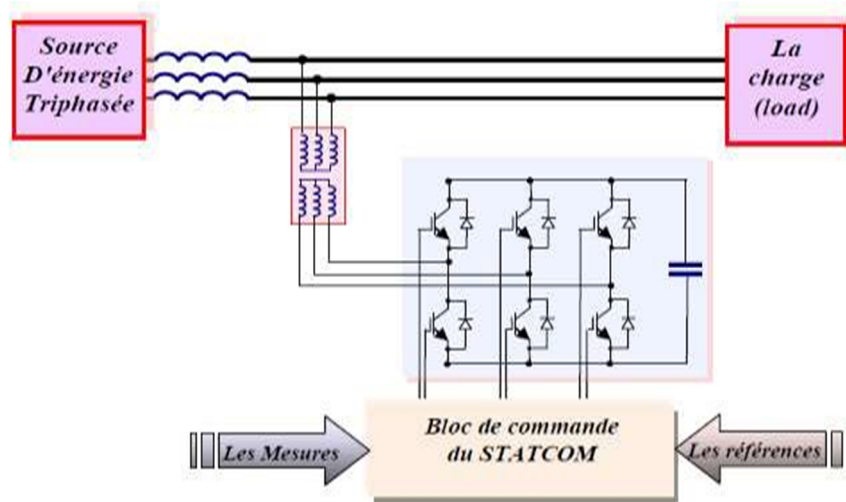 Source
D'énergie
Triphasée
La
charge
(load)
Bloc de commande
du STATCOM
Les Mesures
Les références